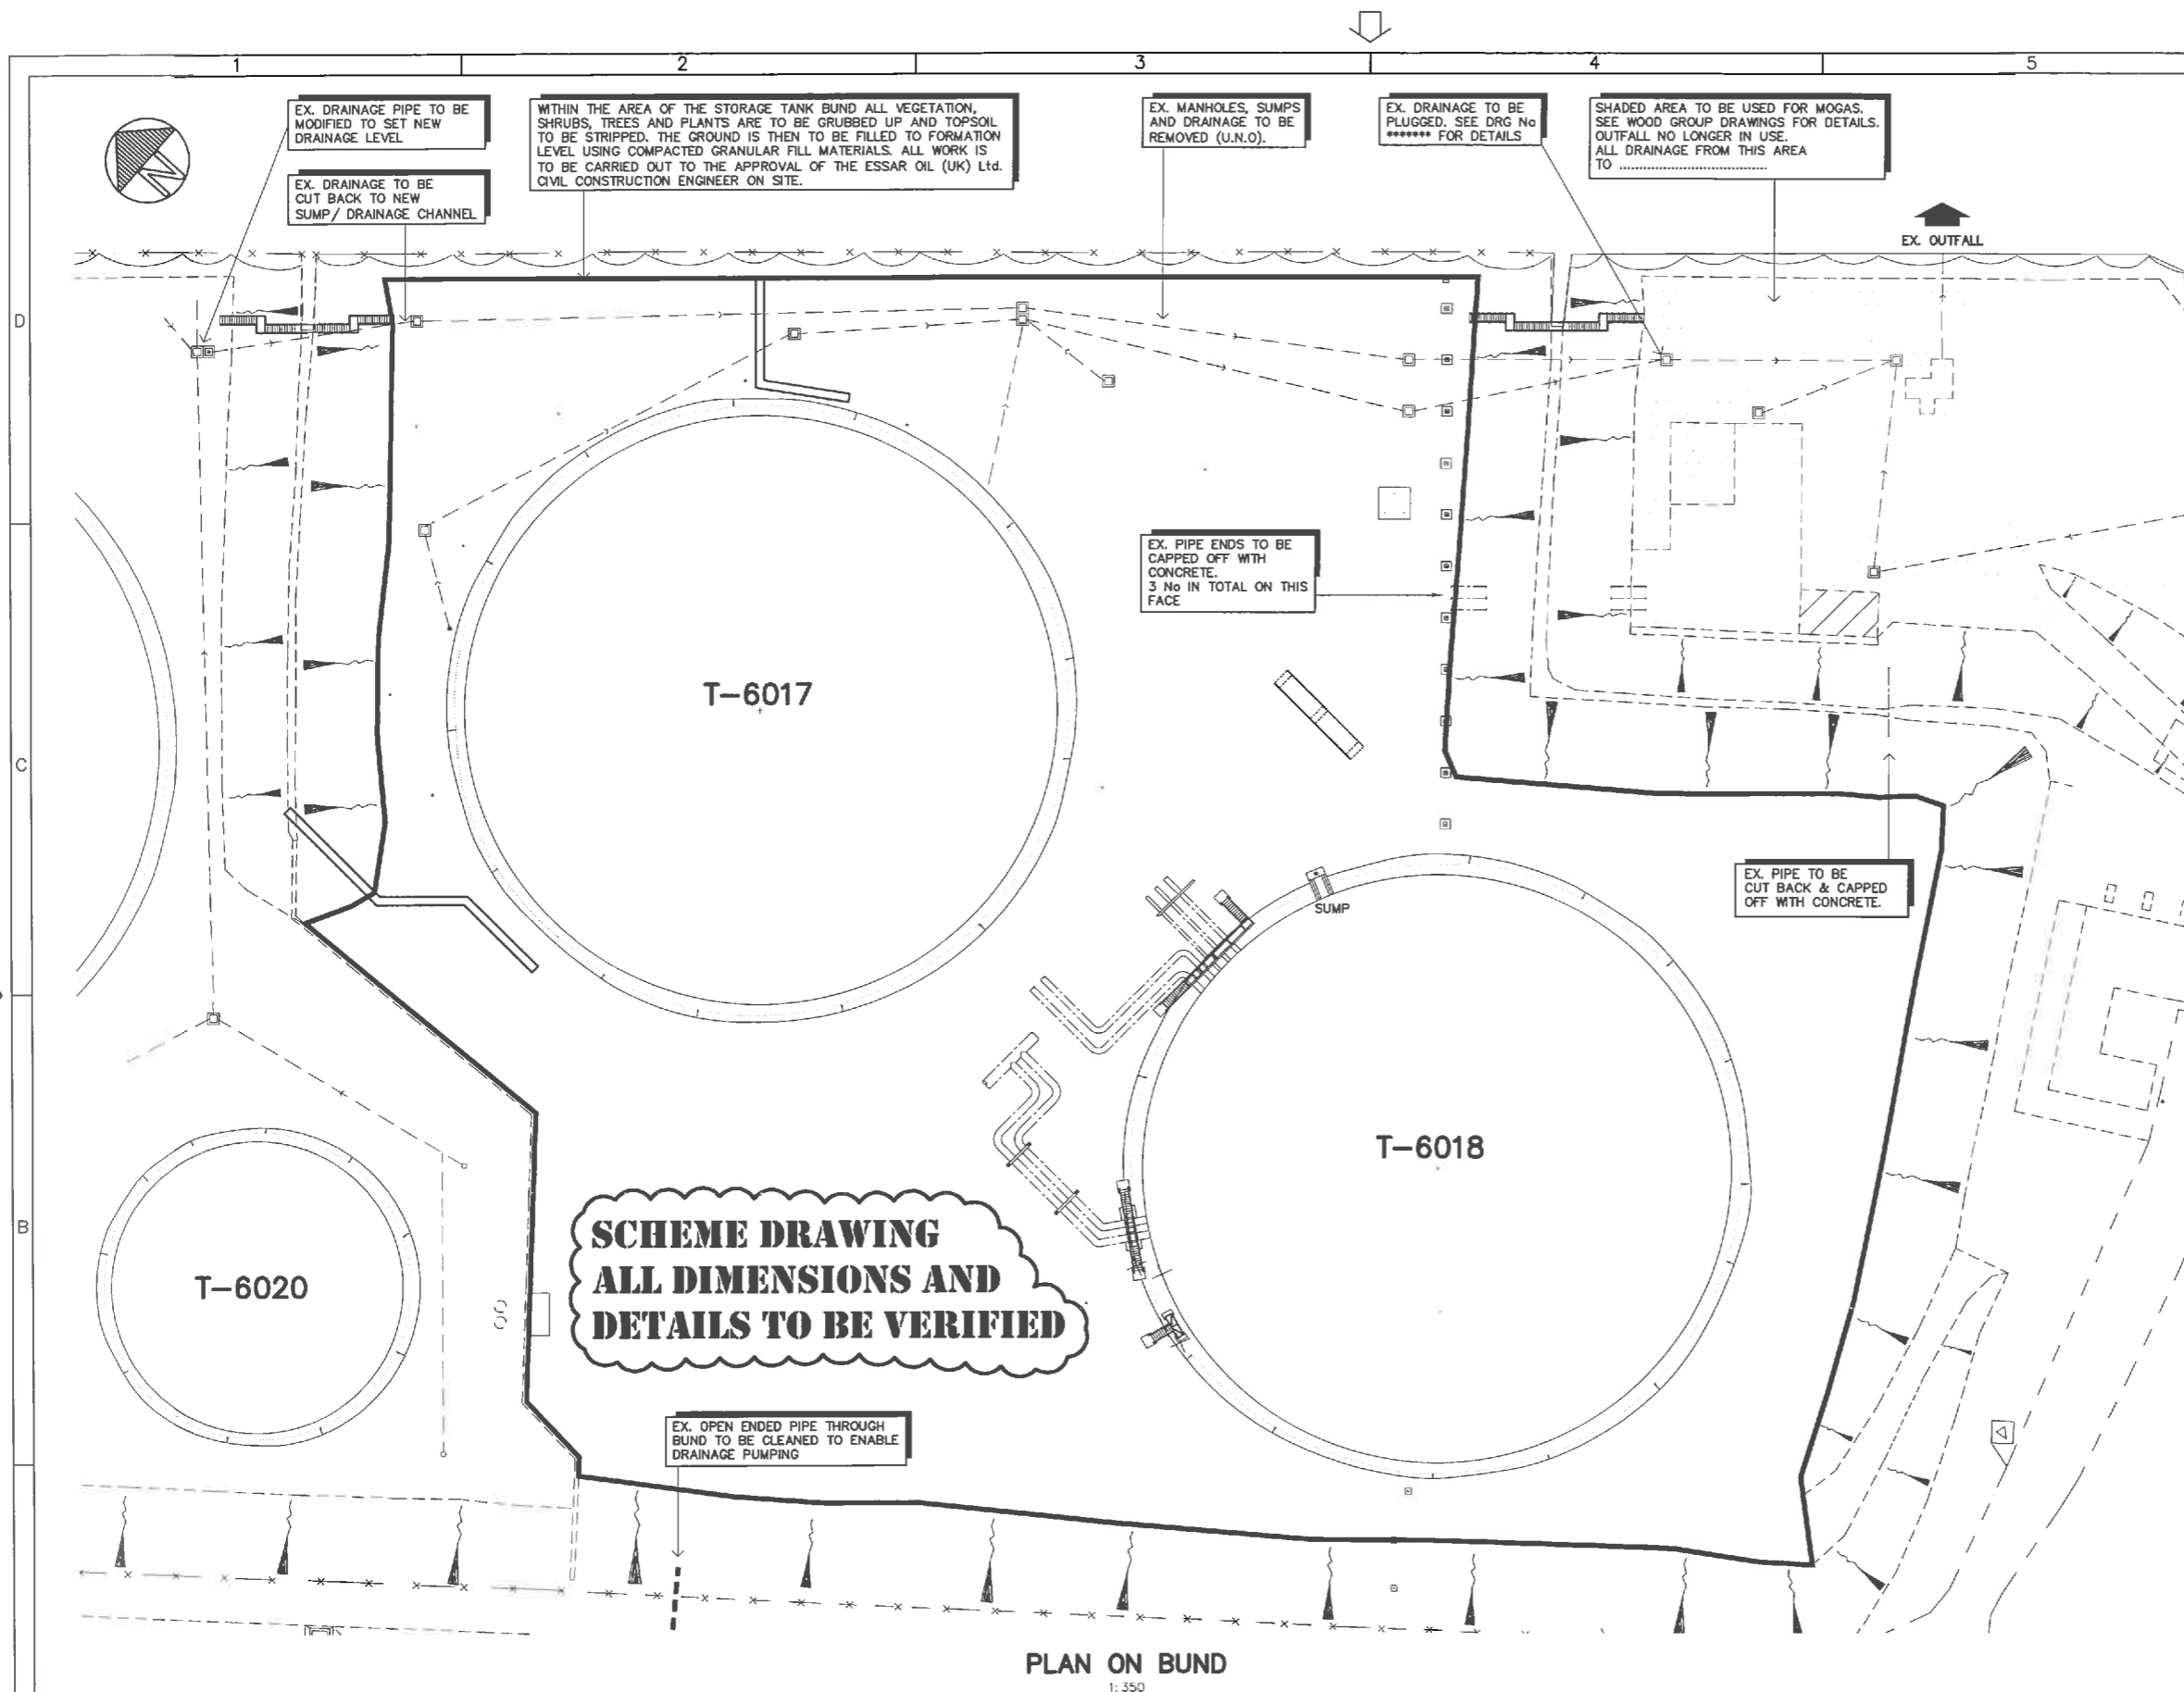 1
2
3
4
5
EX. DRAINAGE PIPE TO BE
MODIFIED TO SET NEW
DRAINAGE LEVEL
EX. DRAINAGE TO BE
CUT BACK TO NEW
SUMP/ DRAINAGE CHANNEL
WITHIN THE AREA OF THE STORAGE TANK BUND ALL VEGETATION,
SHRUBS, TREES AND PLANTS ARE TO BE GRUBBED UP AND TOPSOIL
TO BE STRIPPED. THE GROUND IS THEN TO BE FILLED TO FORMATION
LEVEL USING COMPACTED GRANULAR FILL MATERIALS. ALL WORK IS
TO BE CARRIED OUT TO THE APPROVAL OF THE ESSAR OIL (UK) Ltd.
CIVIL CONSTRUCTION ENGINEER ON SITE.
EX. MANHOLES, SUMPS
AND DRAINAGE TO BE
REMOVED (U.N.O).
EX. DRAINAGE TO BE
PLUGGED. SEE DRG No
******* FOR DETAILS
SHADED AREA TO BE USED FOR MOGAS.
SEE WOOD GROUP DRAWINGS FOR DETAILS.
OUTFALL NO LONGER IN USE.
ALL DRAINAGE FROM THIS AREA
TO ....................................
EX. OUTFALL
N
D
EX. PIPE ENDS TO BE
CAPPED OFF WITH
CONCRETE.
3 No IN TOTAL ON THIS
FACE
T-6017
C
EX. PIPE TO BE
CUT BACK & CAPPED
OFF WITH CONCRETE.
SUMP
T-6018
B
SCHEME DRAWING
ALL DIMENSIONS AND
DETAILS TO BE VERIFIED
T-6020
EX. OPEN ENDED PIPE THROUGH
BUND TO BE CLEANED TO ENABLE
DRAINAGE PUMPING
PLAN ON BUND
1:350